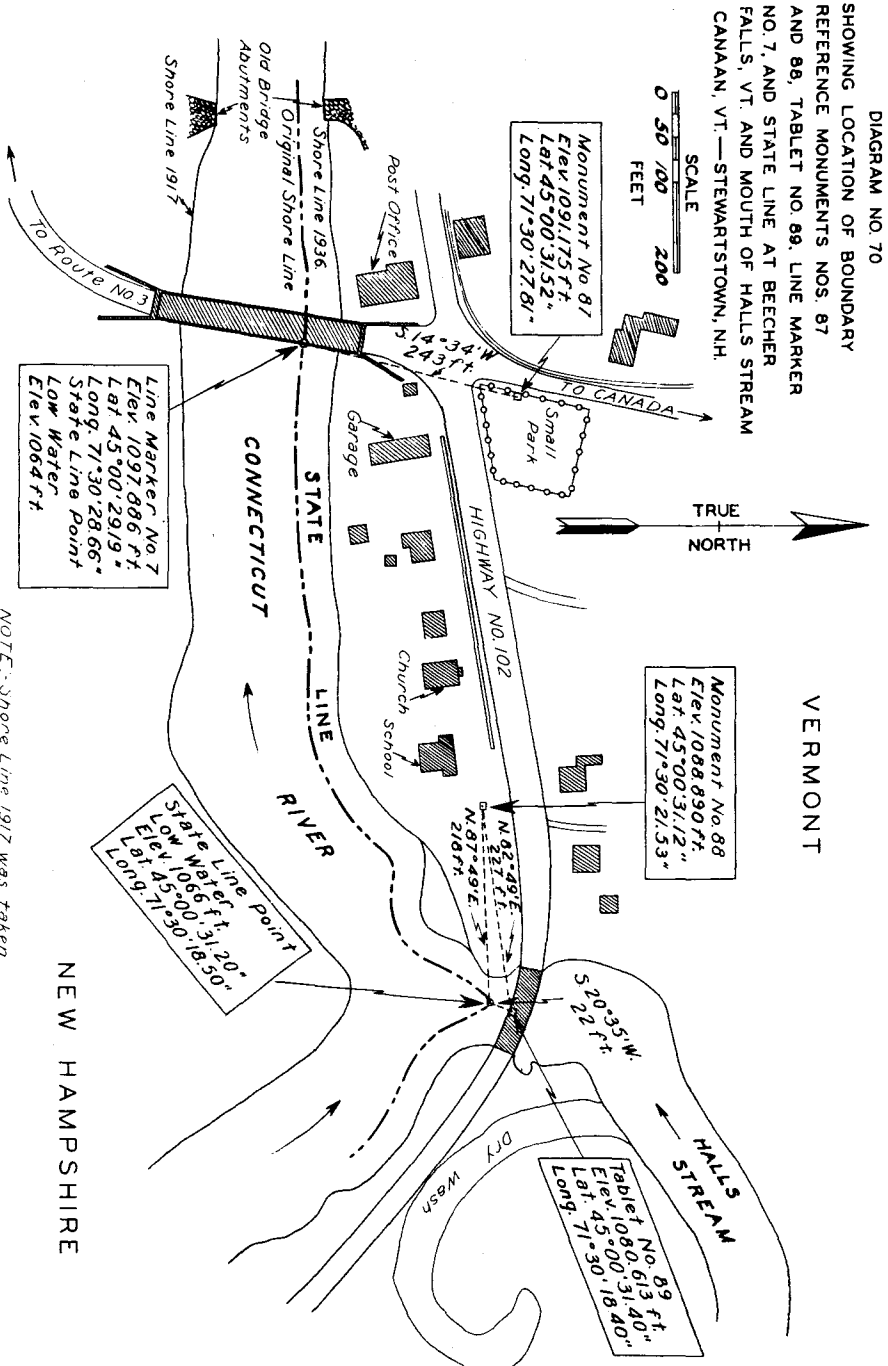 DIAGRAM NO. 70
SHOWING LOCATION OF BOUNDARY
REFERENCE MONUMENTS NOS. 87
AND 88, TABLET NO. 89, LINE MARKER
NO. 7, AND STATE LINE AT BEECHER
FALLS, VT. AND MOUTH OF HALLS STREAM
CANAAN, VT. — STEWARTSTOWN, N.H.
SCALE
0 50 100 200
FEET
VERMONT
TRUE
NORTH
Monument No 87
Elev. 1091.175 ft.
Lat. 45°00'31.52"
Long. 71°30'27.81"
Monument No. 88
Elev. 1088.890 ft.
Lat. 45°00'31.12"
Long. 71°30'21.53"
TO CANADA
Small
Park
HIGHWAY NO. 102
S. 14°34' W.
243 ft.
Post Office
Garage
Church
School
N. 82°49' E.
227 ft.
N. 87°49' E.
218 ft.
S. 20°35' W.
22 ft.
HALLS
STREAM
Dry
Wash
Tablet No. 89
Elev. 1080.613 ft.
Lat. 45°00'31.40"
Long. 71°30'18.40"
Shore Line 1936
Original Shore Line
Old Bridge
Abutments
Shore Line 1917
To Route No. 3
STATE
LINE
CONNECTICUT
RIVER
Line Marker No. 7
Elev. 1097.886 ft.
Lat. 45°00'29.19"
Long. 71°30'28.66"
State Line Point
Low Water
Elev. 1064 ft.
State Line Point
Low Water
Elev. 1066 ft.
Lat. 45°00'31.20"
Long. 71°30'18.50"
NEW HAMPSHIRE
NOTE: Shore Line 1917 was taken